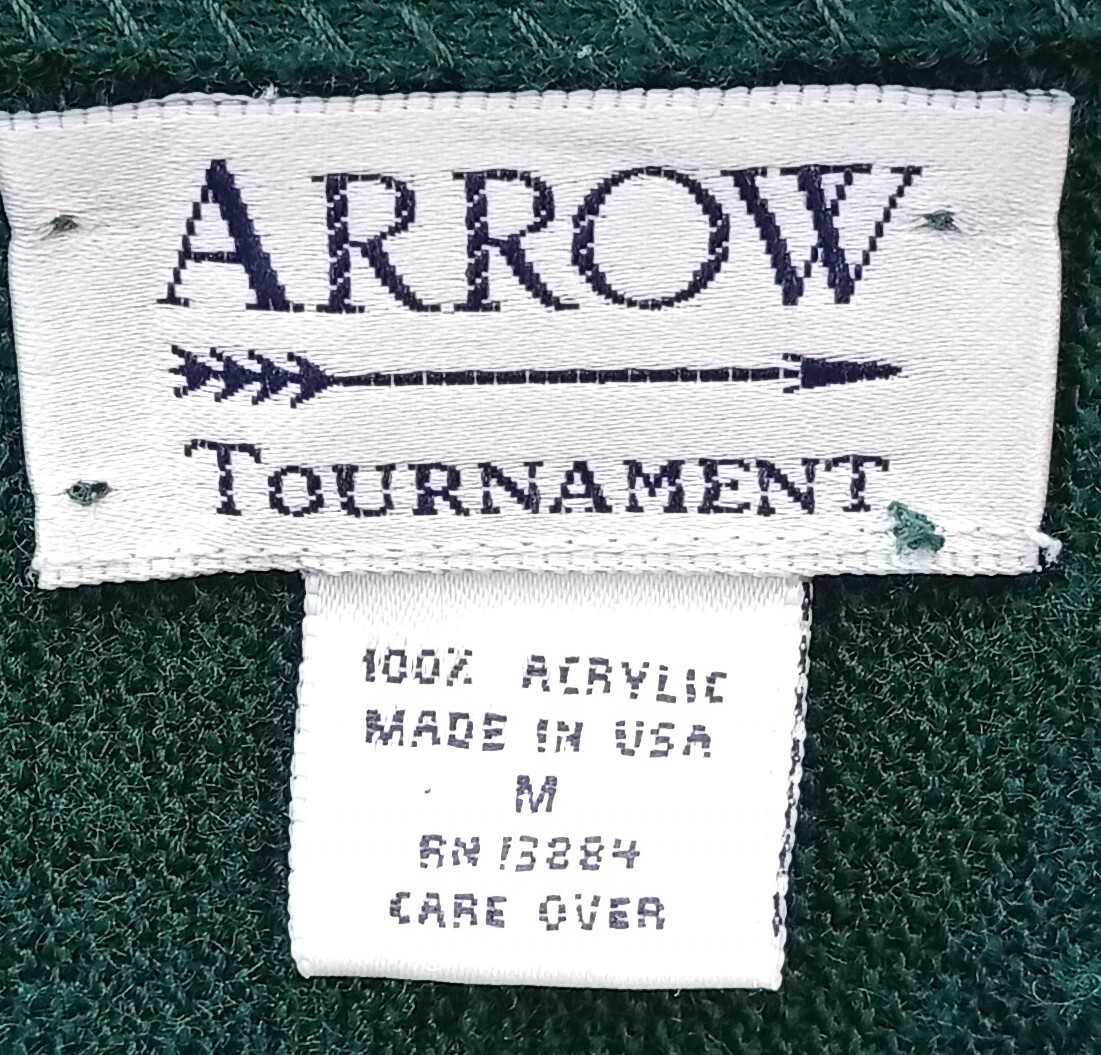 ARROW
TOURNAMENT
100% ACRYLIC
MADE IN USA
M
RN 13284
CARE OVER